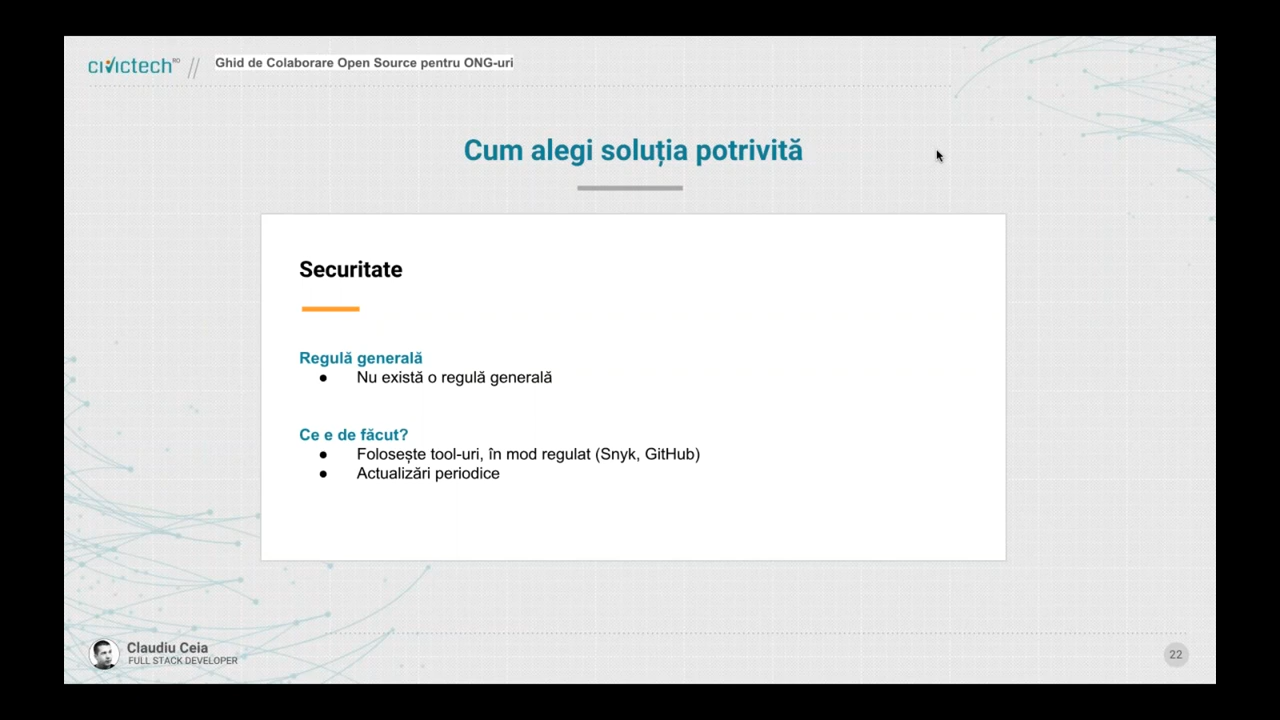 civictech RO // Ghid de Colaborare Open Source pentru ONG-uri
Cum alegi soluția potrivită
Securitate
Regulă generală
● Nu există o regulă generală
Ce e de făcut?
● Folosește tool-uri, în mod regulat (Snyk, GitHub)
● Actualizări periodice
Claudiu Ceia
FULL STACK DEVELOPER
22